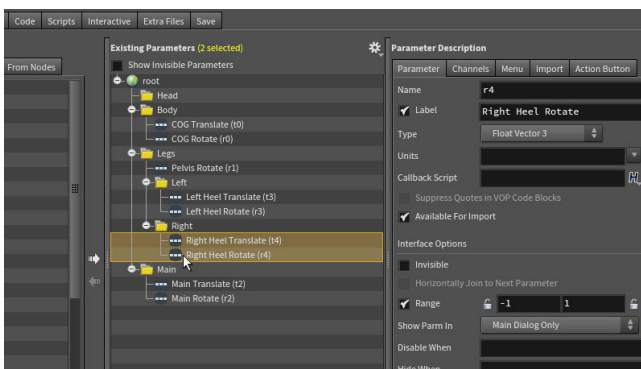 Code Scripts Interactive Extra Files Save
From Nodes
Existing Parameters (2 selected)
Show Invisible Parameters
root
Head
Body
COG Translate (t0)
COG Rotate (r0)
Legs
Pelvis Rotate (r1)
Left
Left Heel Translate (t3)
Left Heel Rotate (r3)
Right
Right Heel Translate (t4)
Right Heel Rotate (r4)
Main
Main Translate (t2)
Main Rotate (r2)
Parameter Description
Parameter Channels Menu Import Action Button
Name r4
Label Right Heel Rotate
Type Float Vector 3
Units
Callback Script
Suppress Quotes in VOP Code Blocks
Available For Import
Interface Options
Invisible
Horizontally Join to Next Parameter
Range -1 1
Show Parm In Main Dialog Only
Disable When
Hide When